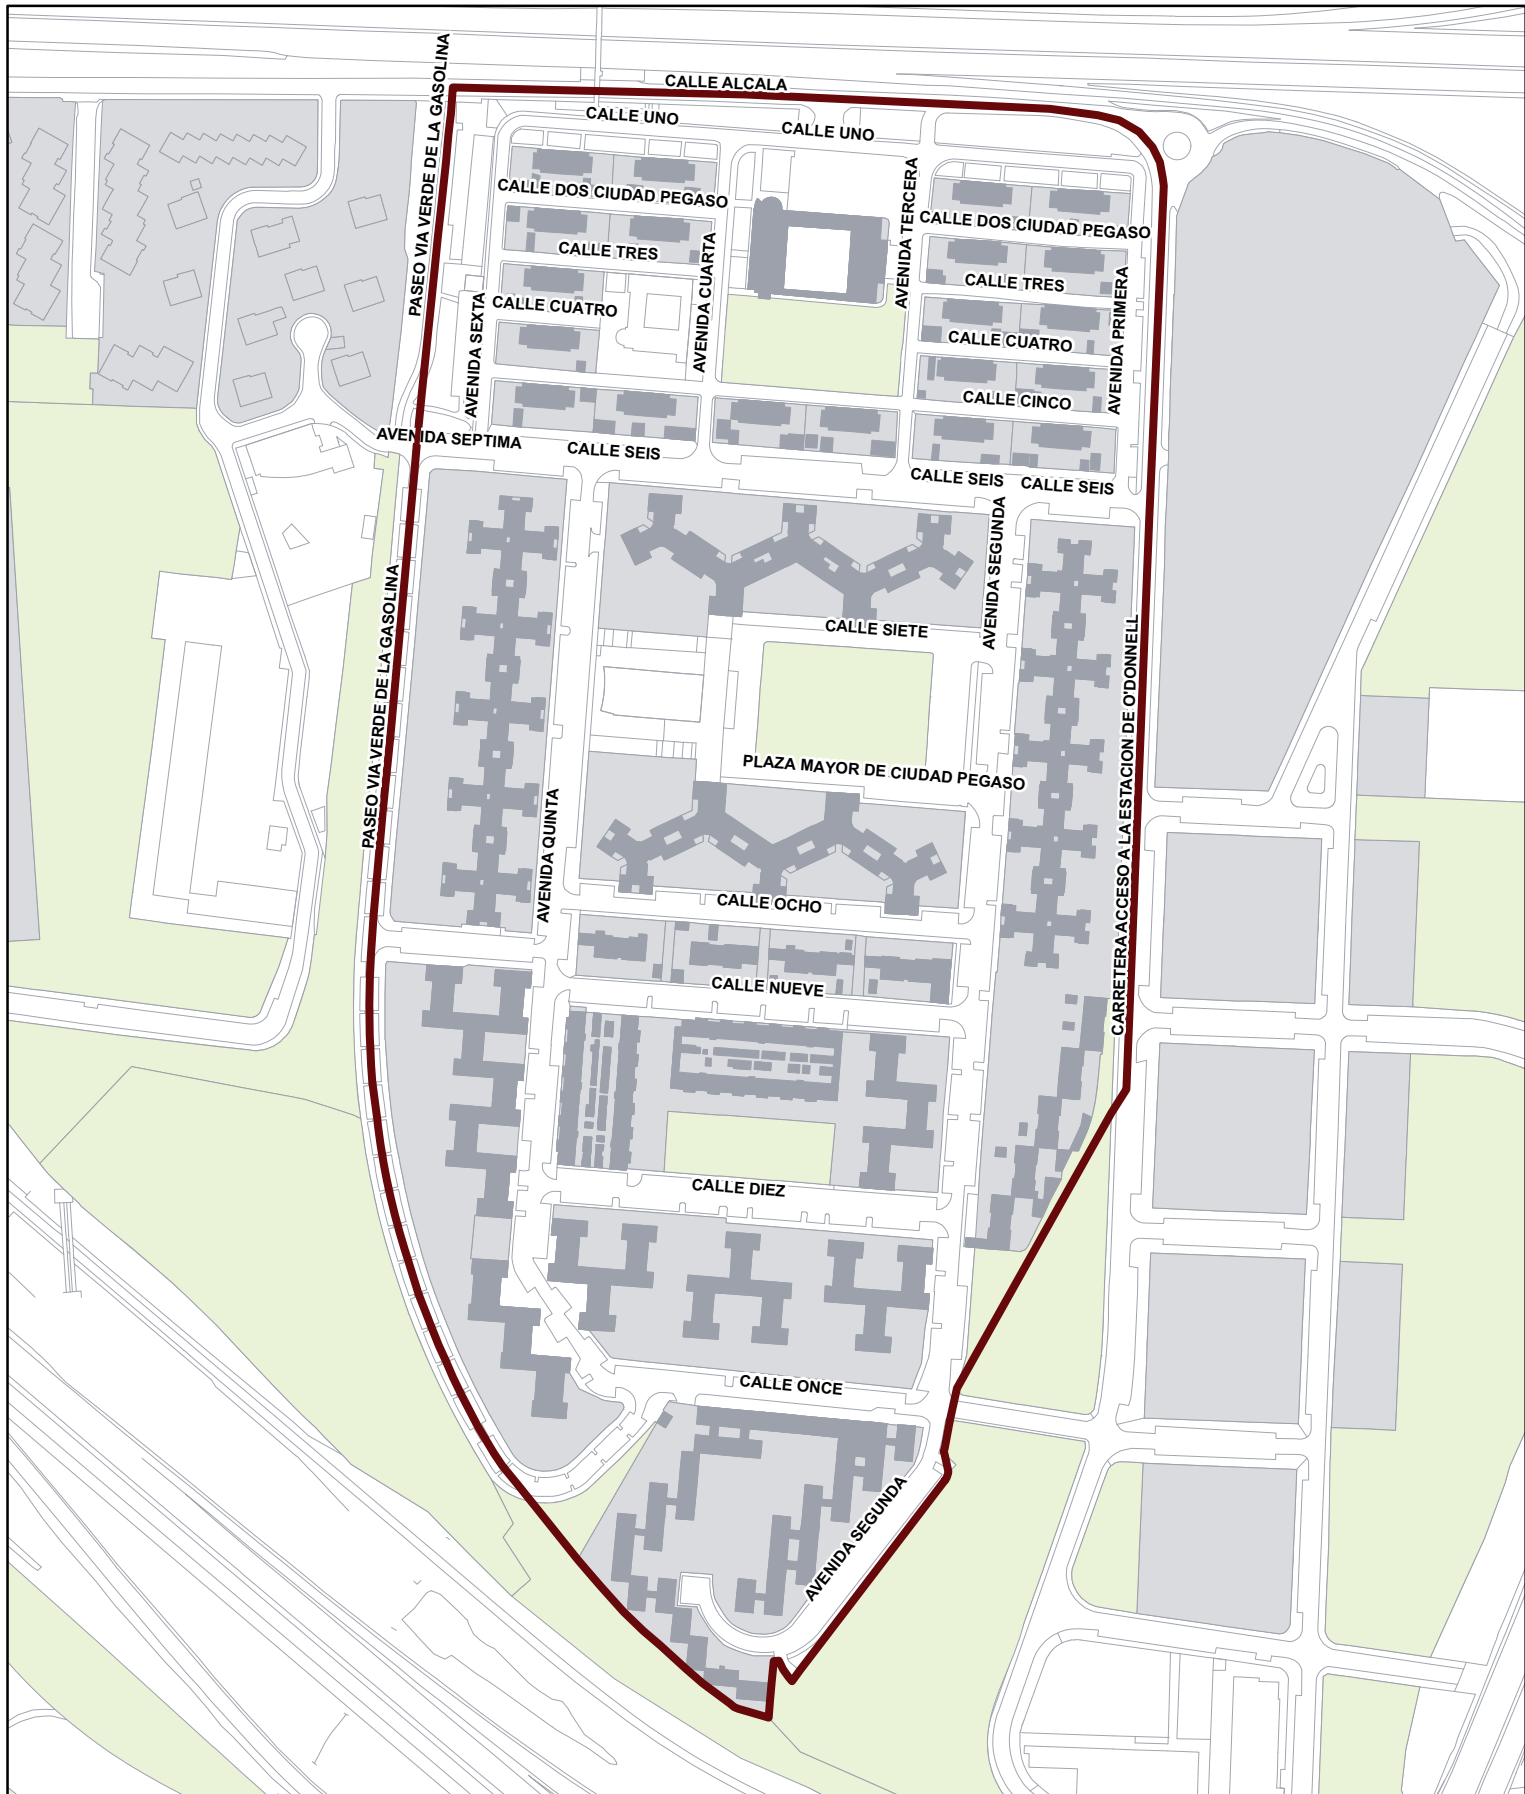 CALLE ALCALA
PASEO VIA VERDE DE LA GASOLINA
CALLE UNO
CALLE UNO
CALLE DOS CIUDAD PEGASO
AVENIDA TERCERA
CALLE DOS CIUDAD PEGASO
CALLE TRES
AVENIDA CUARTA
CALLE TRES
AVENIDA PRIMERA
CALLE CUATRO
AVENIDA SEXTA
CALLE CUATRO
CALLE CINCO
AVENIDA SEPTIMA
CALLE SEIS
CALLE SEIS
CALLE SEIS
AVENIDA SEGUNDA
CALLE SIETE
PASEO VIA VERDE DE LA GASOLINA
CARRETERA ACCESO A LA ESTACION DE O'DONNELL
PLAZA MAYOR DE CIUDAD PEGASO
AVENIDA QUINTA
CALLE OCHO
CALLE NUEVE
CALLE DIEZ
CALLE ONCE
AVENIDA SEGUNDA